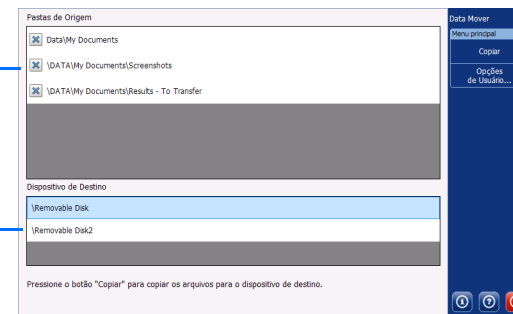 Pastas de Origem
Data\My Documents
\DATA\My Documents\Screenshots
\DATA\My Documents\Results - To Transfer
Dispositivo de Destino
\Removable Disk
\Removable Disk2
Pressione o botão "Copiar" para copiar os arquivos para o dispositivo de destino.
Data Mover
Menu principal
Copiar
Opções
de Usuário...